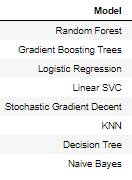 Model
Random Forest
Gradient Boosting Trees
Logistic Regression
Linear SVC
Stochastic Gradient Decent
KNN
Decision Tree
Naive Bayes